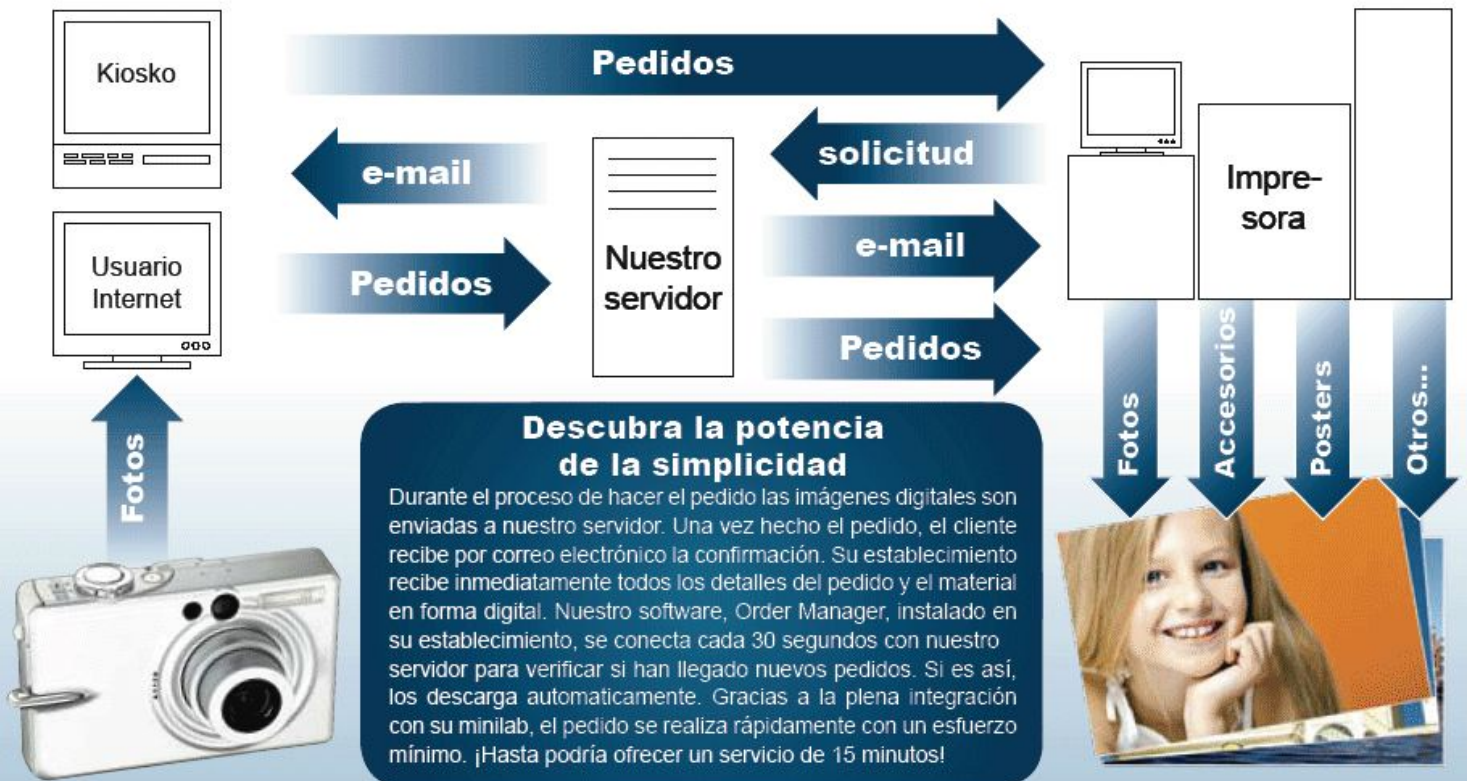 Kiosko
Pedidos
e-mail
solicitud
Usuario
Internet
Pedidos
Nuestro
servidor
e-mail
Pedidos
Impre-
sora
Fotos
Fotos
Accesorios
Posters
Otros...
Descubra la potencia
de la simplicidad
Durante el proceso de hacer el pedido las imágenes digitales son
enviadas a nuestro servidor. Una vez hecho el pedido, el cliente
recibe por correo electrónico la confirmación. Su establecimiento
recibe inmediatamente todos los detalles del pedido y el material
en forma digital. Nuestro software, Order Manager, instalado en
su establecimiento, se conecta cada 30 segundos con nuestro
servidor para verificar si han llegado nuevos pedidos. Si es así,
los descarga automaticamente. Gracias a la plena integración
con su minilab, el pedido se realiza rápidamente con un esfuerzo
mínimo. ¡Hasta podría ofrecer un servicio de 15 minutos!